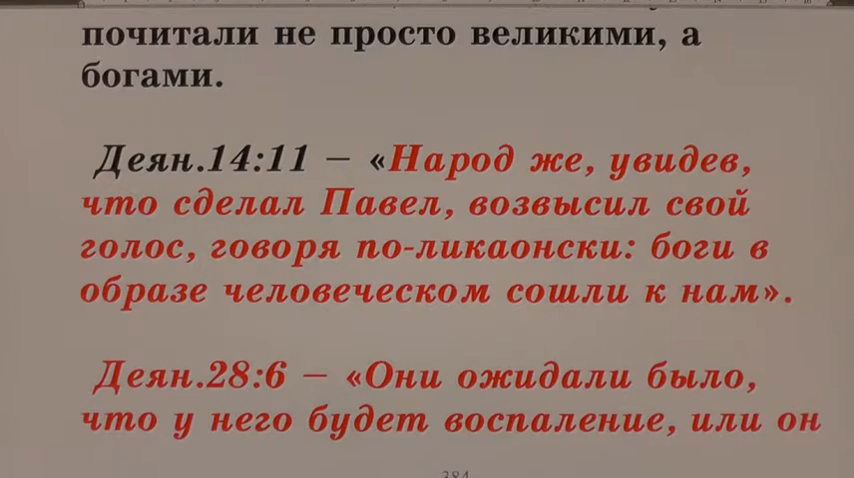 почитали не просто великими, а
богами.
Деян.14:11 – «Народ же, увидев,
что сделал Павел, возвысил свой
голос, говоря по-ликаонски: боги в
образе человеческом сошли к нам».
Деян.28:6 – «Они ожидали было,
что у него будет воспаление, или он
384